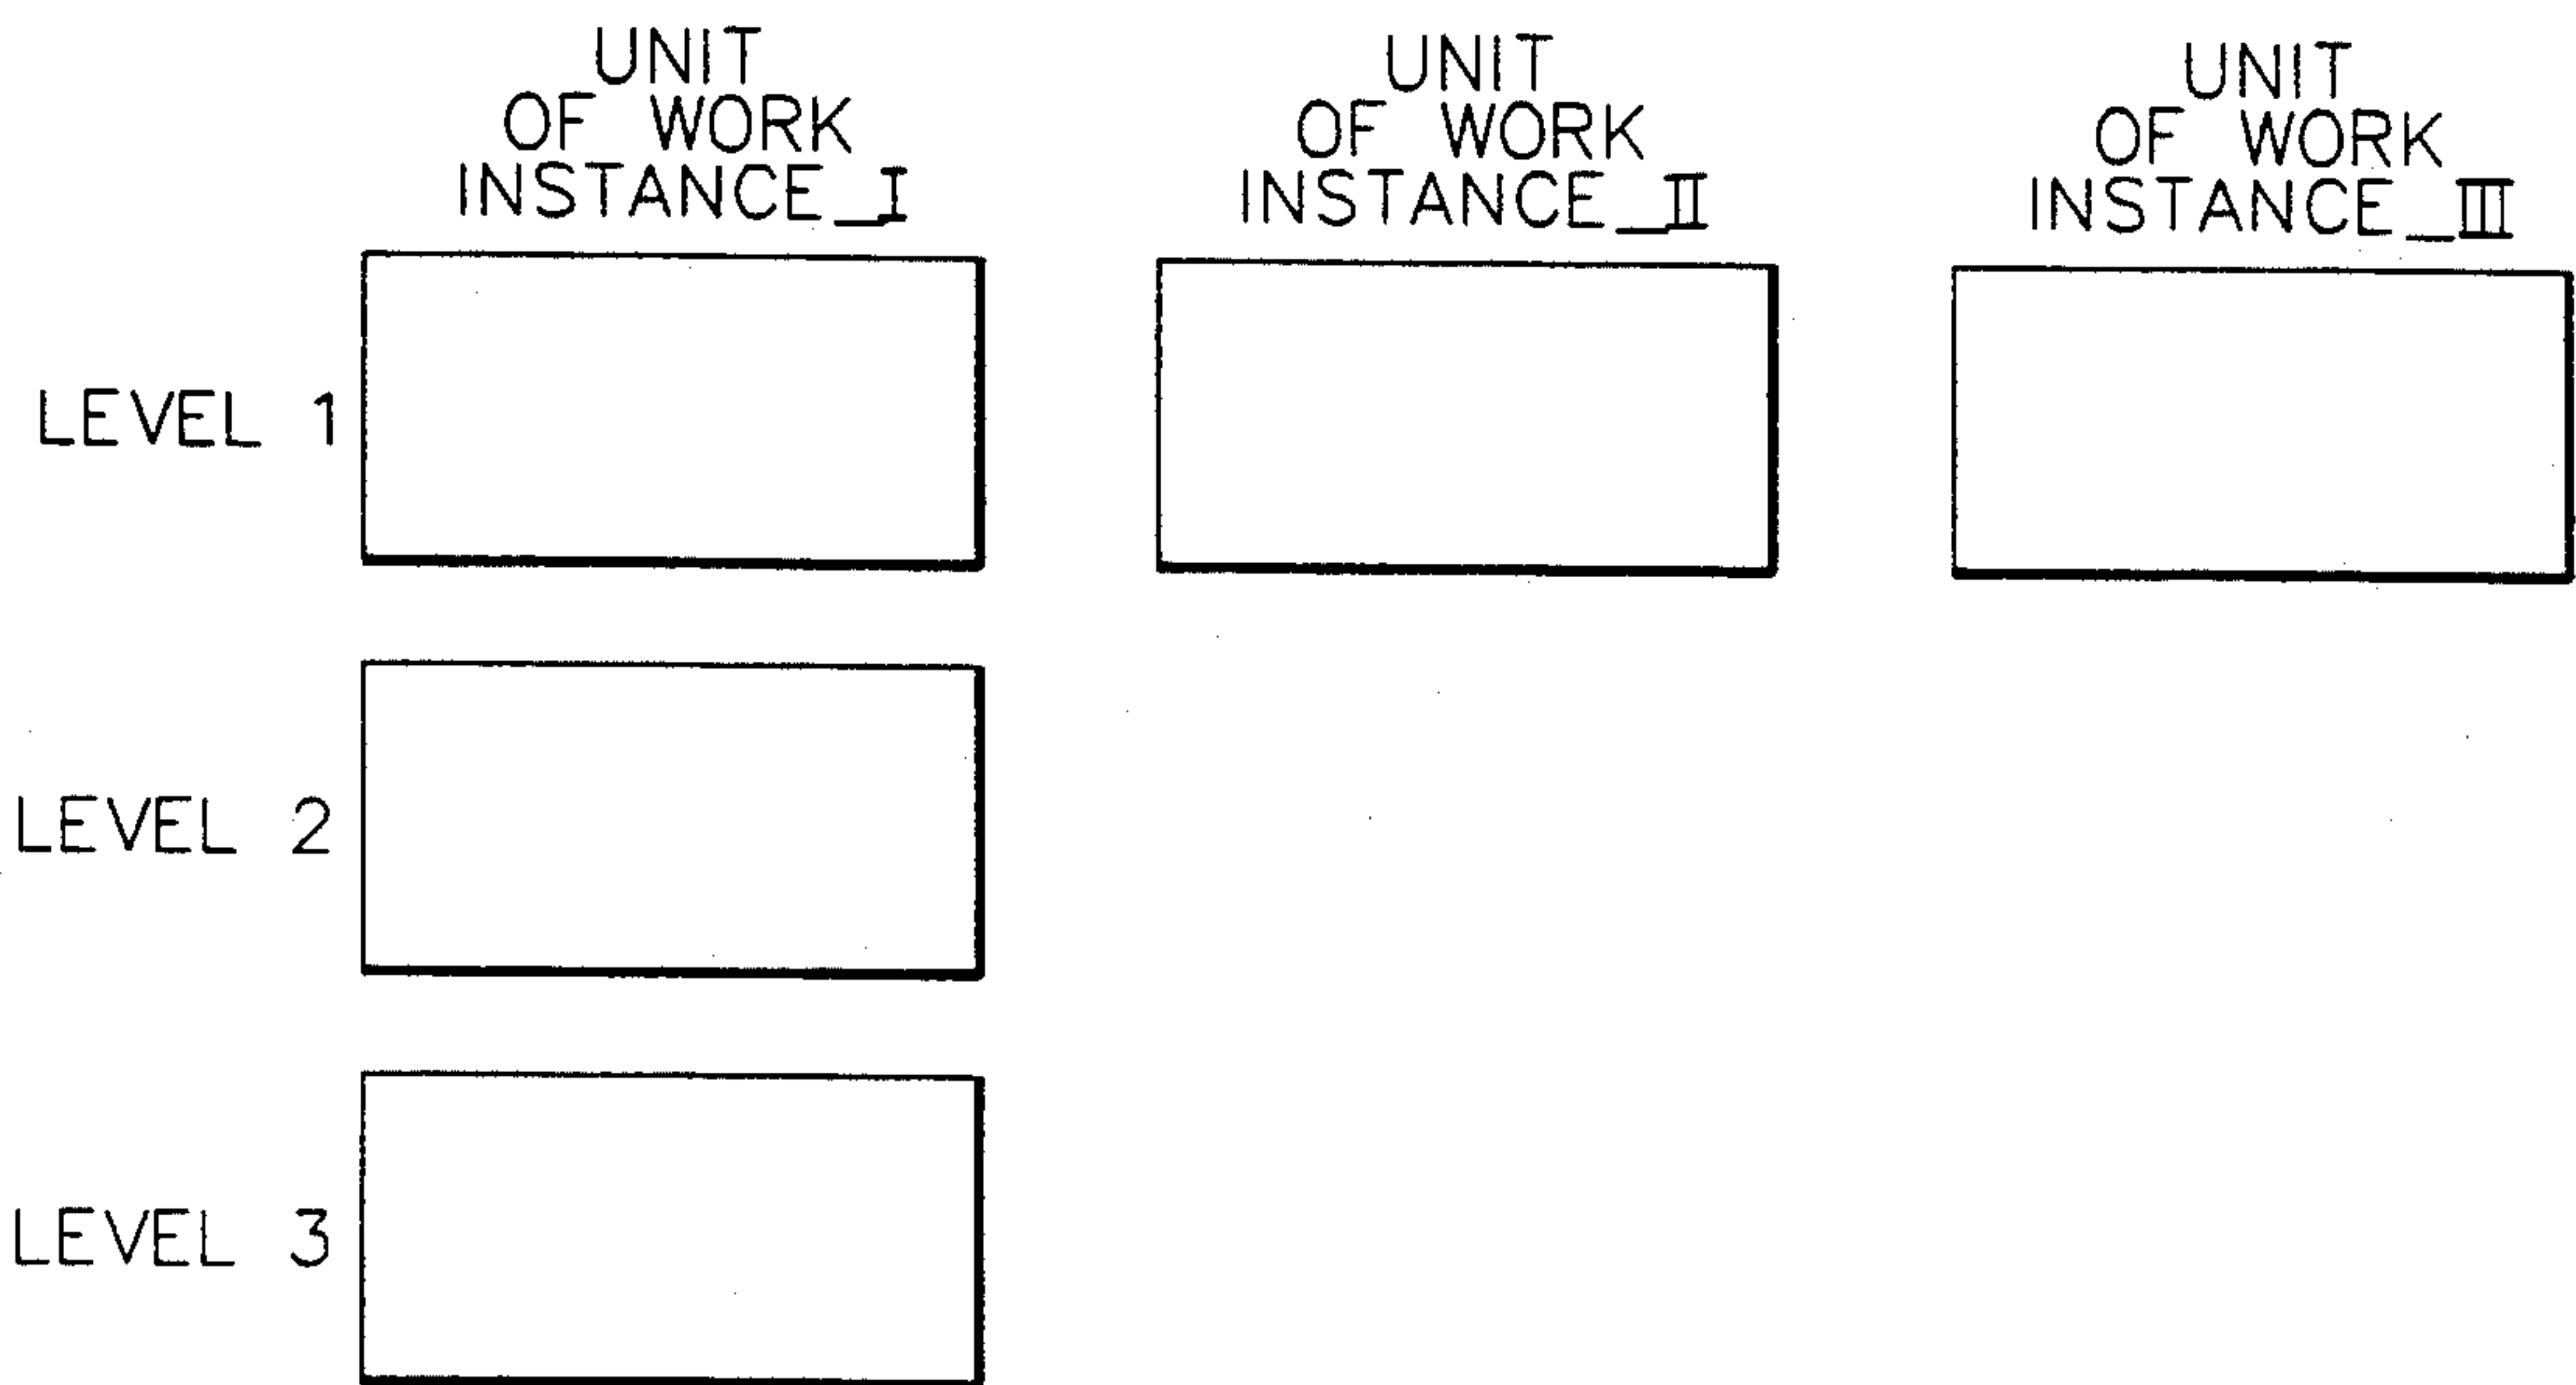 UNIT
OF WORK
INSTANCE_I
UNIT
OF WORK
INSTANCE_II
UNIT
OF WORK
INSTANCE_III
LEVEL 1
LEVEL 2
LEVEL 3